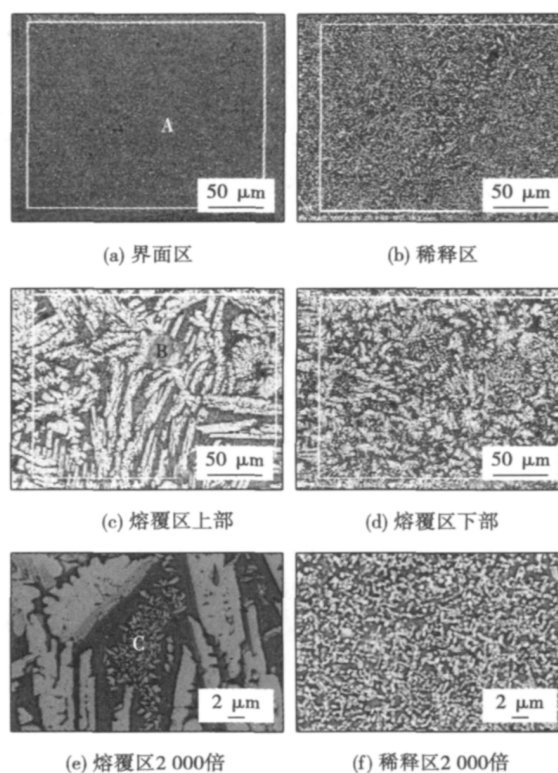 A
50 μm
50 μm
(a) 界面区
(b) 稀释区
B
50 μm
50 μm
(c) 熔覆区上部
(d) 熔覆区下部
C
2 μm
2 μm
(e) 熔覆区2 000倍
(f) 稀释区2 000倍